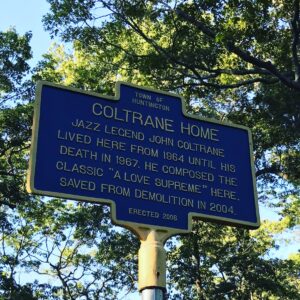 TOWN OF
HUNTINGTON
COLTRANE HOME
JAZZ LEGEND JOHN COLTRANE
LIVED HERE FROM 1964 UNTIL HIS
DEATH IN 1967. HE COMPOSED THE
CLASSIC "A LOVE SUPREME" HERE.
SAVED FROM DEMOLITION IN 2004.
ERECTED 2006